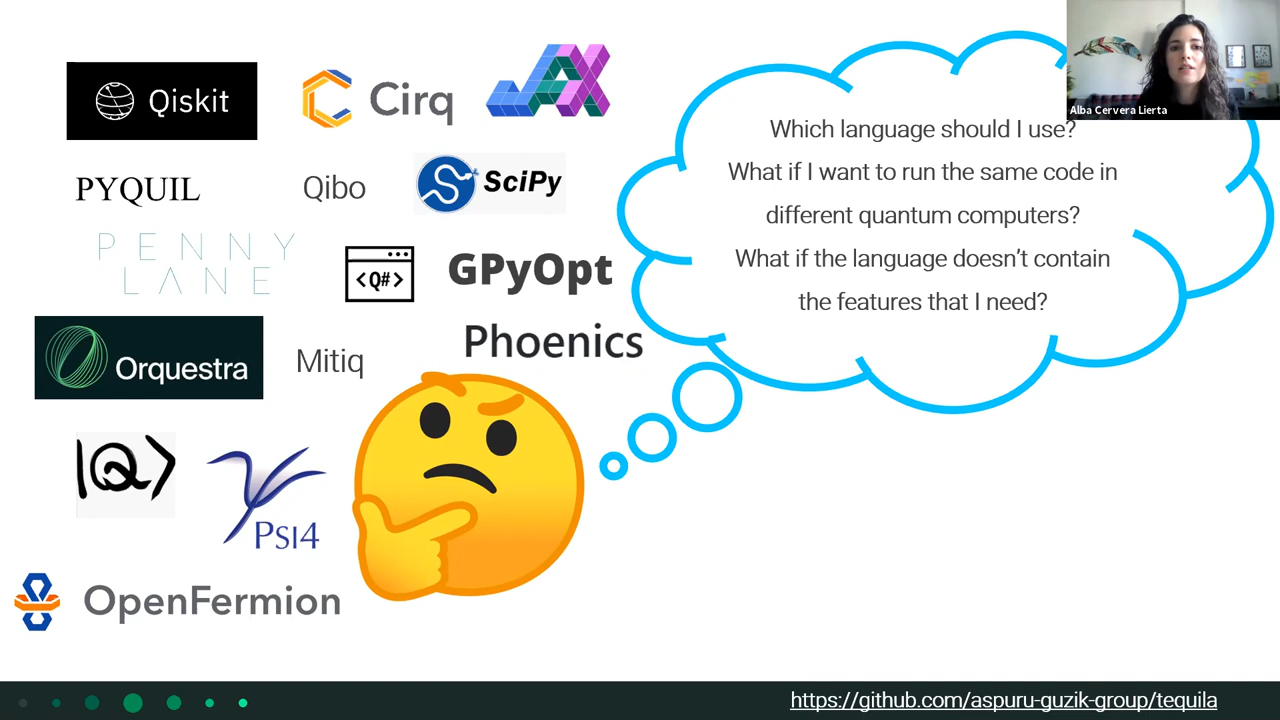 Qiskit
Cirq
JAX
PYQUIL
Qibo
SciPy
PENNY
LANE
<Q#>
GPyOpt
Orquestra
Mitiq
Phoenics
|Q⟩
PSI4
OpenFermion
Which language should I use?
What if I want to run the same code in
different quantum computers?
What if the language doesn't contain
the features that I need?
Alba Cervera Lierta
https://github.com/aspuru-guzik-group/tequila